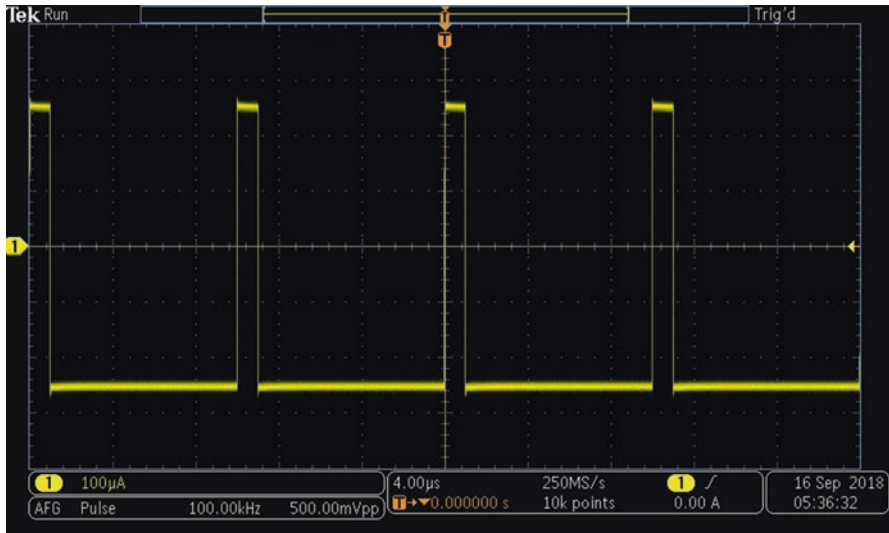 Tek Run Trig'd
T
T
1
1 100µA 4.00µs 250MS/s 1 0.00 A 16 Sep 2018
AFG Pulse 100.00kHz 500.00mVpp T→▼0.000000 s 10k points 05:36:32